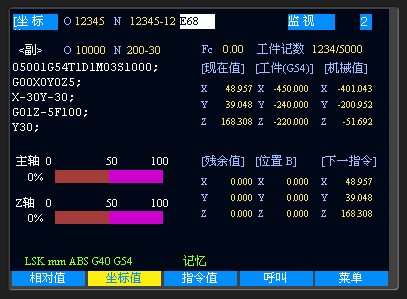 [坐 标 O 12345 N 12345-12 E68 监 视 2
<副> O 10000 N 200-30 Fc 0.00 工件记数 1234/5000
O5001G54T1D1M03S1000; [现在值] [工件(G54)] [机械值]
G00X0Y0Z5; X 48.957 X -450.000 X -401.043
X-30Y-30; Y 39.048 Y -240.000 Y -200.952
G01Z-5F100; Z 168.308 Z -220.000 Z -51.692
Y30;
主轴 0 50 100 [残余值] [位置 B] [下一指令]
0% X 0.000 X 0.000 X 48.957
Z轴 0 50 100 Y 0.000 Y 0.000 Y 39.048
0% Z 0.000 Z 0.000 Z 168.308
LSK mm ABS G40 G54 记忆
相对值 坐标值 指令值 呼叫 菜单